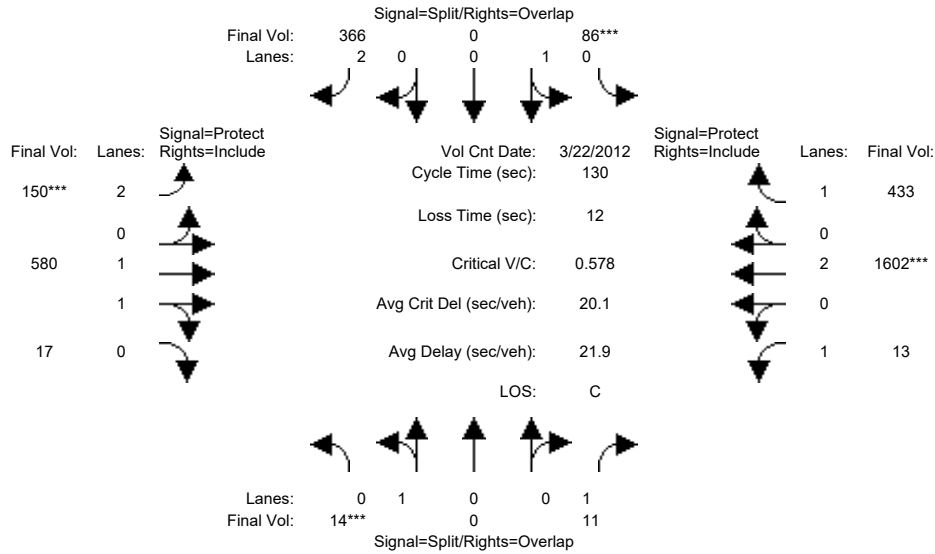 Signal=Split/Rights=Overlap
Final Vol: 366 0 86***
Lanes: 2 0 0 1 0
Signal=Protect
Final Vol: Lanes: Rights=Include
Vol Cnt Date: 3/22/2012
Signal=Protect
Rights=Include Lanes: Final Vol:
Cycle Time (sec): 130
150*** 2
1 433
Loss Time (sec): 12
0
0
580 1
Critical V/C: 0.578
2 1602***
1
Avg Crit Del (sec/veh): 20.1
0
17 0
Avg Delay (sec/veh): 21.9
1 13
LOS: C
Lanes: 0 1 0 0 1
Final Vol: 14*** 0 11
Signal=Split/Rights=Overlap